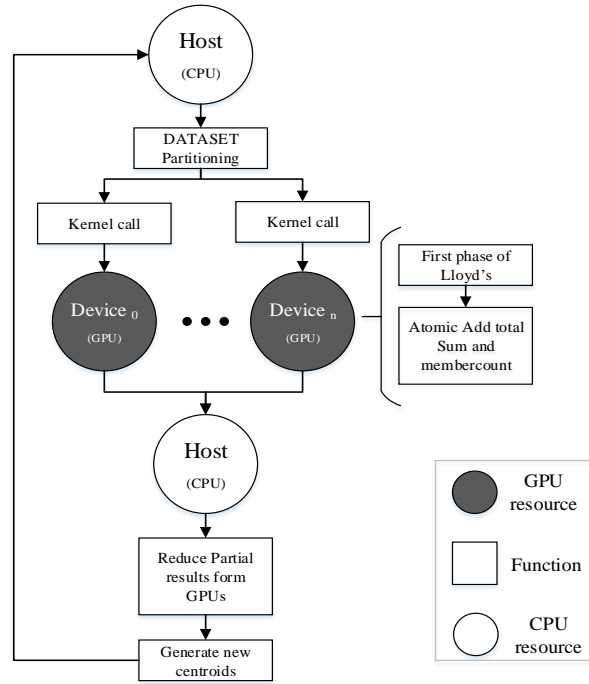 Host
(CPU)
DATASET
Partitioning
Kernel call
Kernel call
Device 0
(GPU)
Device n
(GPU)
First phase of
Lloyd's
Atomic Add total
Sum and
membercount
Host
(CPU)
Reduce Partial
results form
GPUs
Generate new
centroids
GPU
resource
Function
CPU
resource